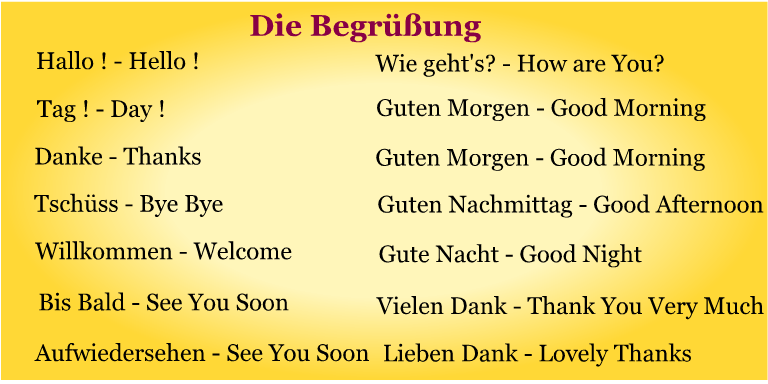 Die Begrüßung
Hallo ! - Hello !
Tag ! - Day !
Danke - Thanks
Tschüss - Bye Bye
Willkommen - Welcome
Bis Bald - See You Soon
Aufwiedersehen - See You Soon
Wie geht's? - How are You?
Guten Morgen - Good Morning
Guten Morgen - Good Morning
Guten Nachmittag - Good Afternoon
Gute Nacht - Good Night
Vielen Dank - Thank You Very Much
Lieben Dank - Lovely Thanks